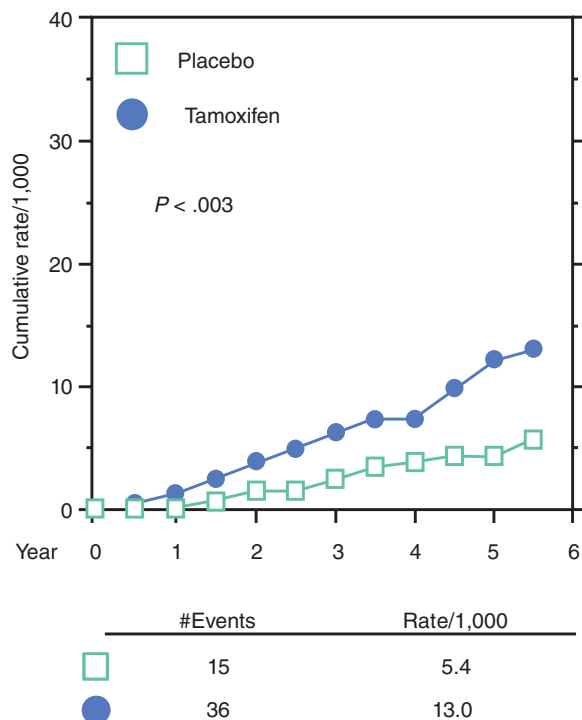 40
Placebo
Tamoxifen
30
P < .003
Cumulative rate/1,000
20
10
0
Year 0 1 2 3 4 5 6
#Events Rate/1,000
15 5.4
36 13.0